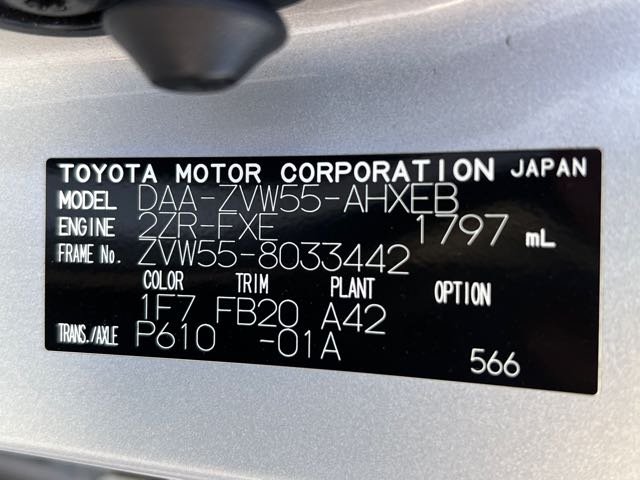 TOYOTA MOTOR CORPORATION JAPAN
MODEL DAA-ZVW55-AHXEB
ENGINE 2ZR-FXE 1797 mL
FRAME No. ZVW55-8033442
COLOR TRIM PLANT OPTION
1F7 FB20 A42
TRANS./AXLE P610 -01A
566